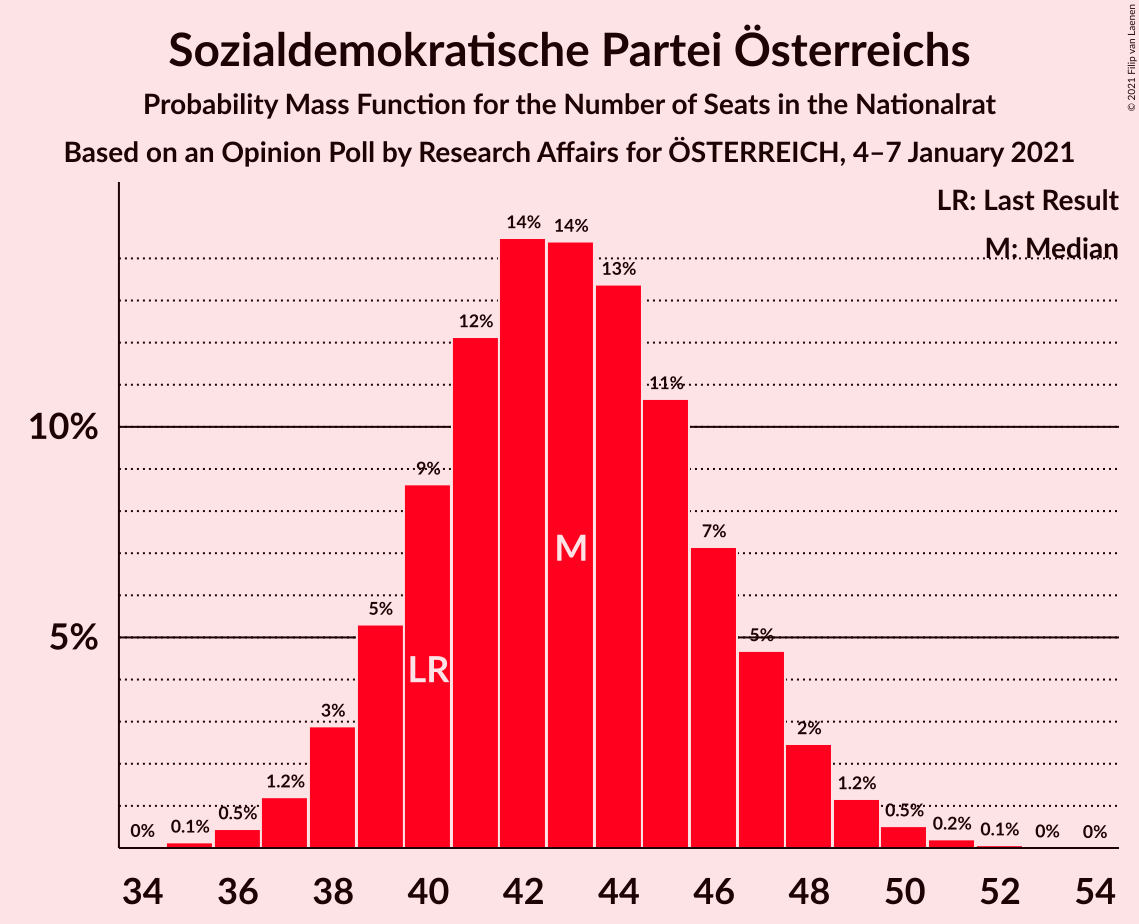 Sozialdemokratische Partei Österreichs
Probability Mass Function for the Number of Seats in the Nationalrat
Based on an Opinion Poll by Research Affairs for ÖSTERREICH, 4–7 January 2021
© 2021 Filip van Laenen
LR: Last Result
M: Median
14% 14%
13%
12%
11%
10%
9%
7%
M
5%
5%
5%
LR
3%
2%
1.2%
1.2%
0% 0.1% 0.5%
0.5% 0.2% 0.1% 0% 0%
34 36 38 40 42 44 46 48 50 52 54